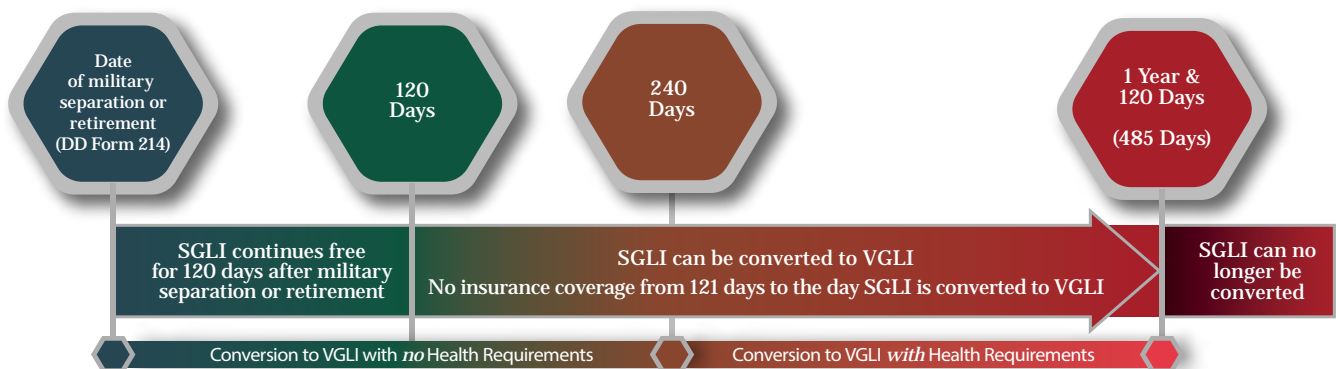 Date
of military
separation or
retirement
(DD Form 214)
120
Days
240
Days
1 Year &
120 Days
(485 Days)
SGLI continues free
for 120 days after military
separation or retirement
SGLI can be converted to VGLI
No insurance coverage from 121 days to the day SGLI is converted to VGLI
SGLI can no
longer be
converted
Conversion to VGLI with no Health Requirements
Conversion to VGLI with Health Requirements